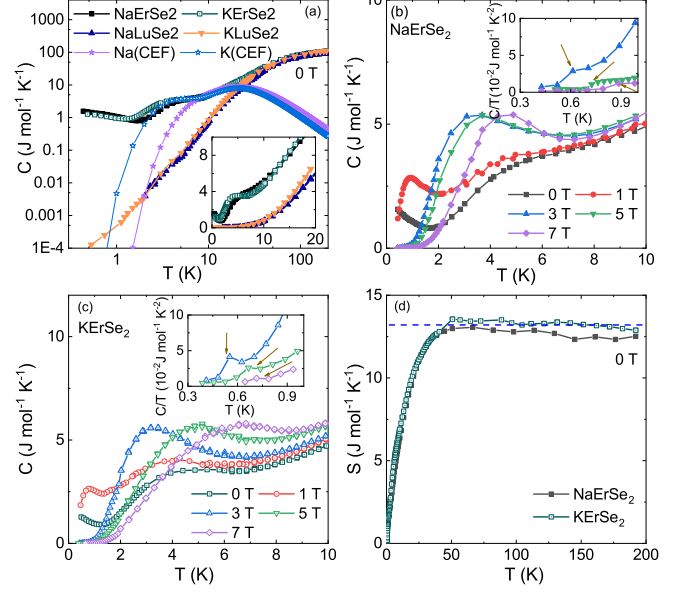 (a)
NaErSe2 KErSe2
NaLuSe2 KLuSe2
Na(CEF) K(CEF)
0 T
C (J mol⁻¹ K⁻¹)
1000
100
10
1
0.1
0.01
0.001
1E-4
1 10 100
T (K)
10
8
4
0
0 10 20
(b)
NaErSe₂
C (J mol⁻¹ K⁻¹)
10
5
0
0 2 4 6 8 10
T (K)
C/T (10⁻²J mol⁻¹ K⁻²)
10
5
0
0.3 0.6 0.9
T (K)
0 T 1 T
3 T 5 T
7 T
(c)
KErSe₂
C (J mol⁻¹ K⁻¹)
10
5
0
0 2 4 6 8 10
T (K)
C/T (10⁻²J mol⁻¹ K⁻²)
10
5
0
0.3 0.6 0.9
T (K)
0 T 1 T
3 T 5 T
7 T
(d)
0 T
S (J mol⁻¹ K⁻¹)
15
10
5
0
0 50 100 150 200
T (K)
NaErSe₂
KErSe₂